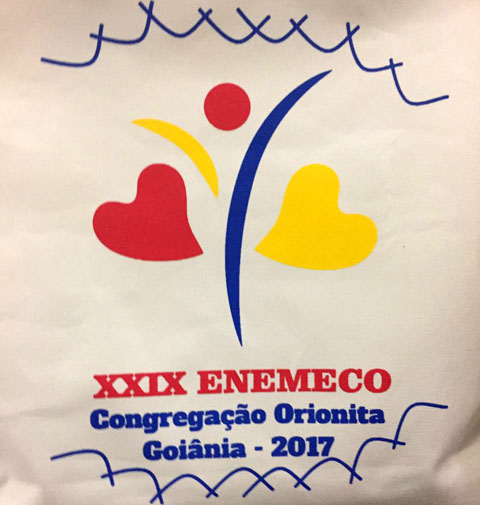 XXIX ENEMECO
Congregação Orionita
Goiânia - 2017